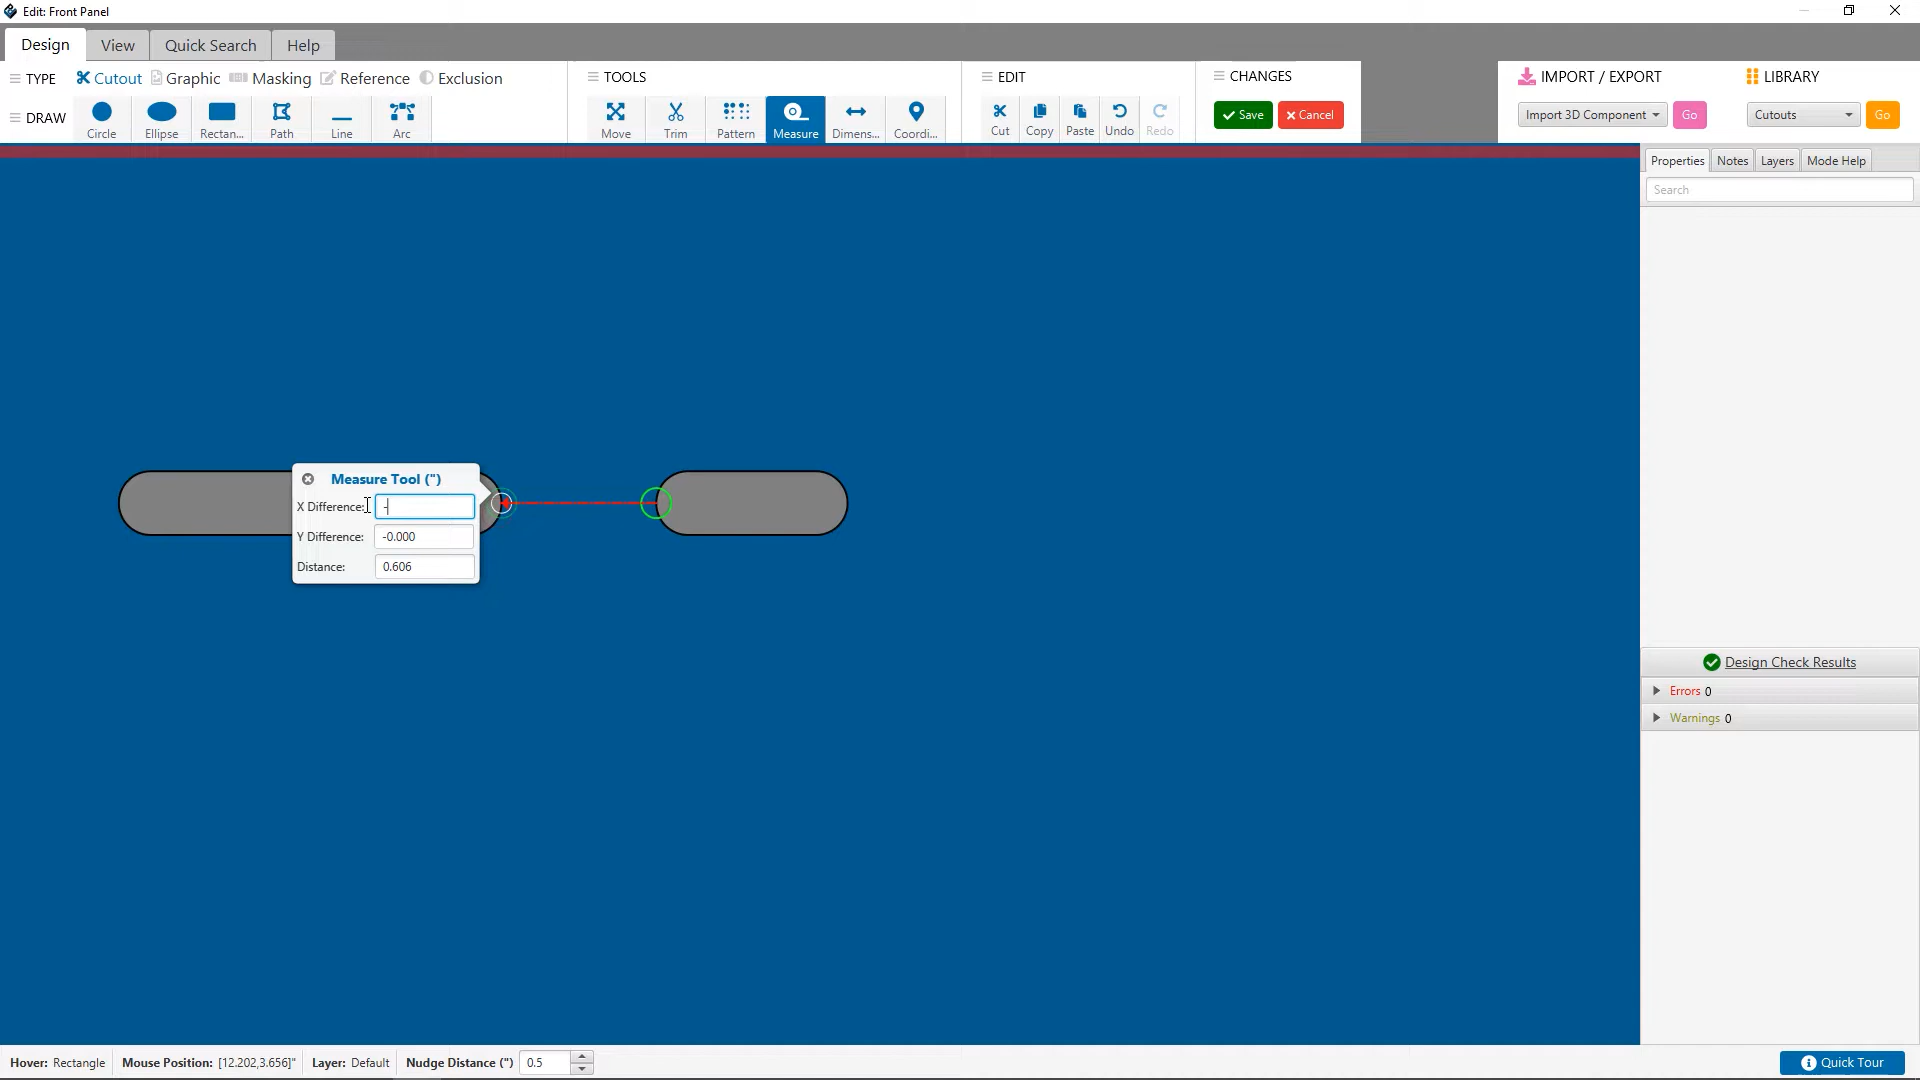 Edit: Front Panel
Design View Quick Search Help
TYPE Cutout Graphic Masking Reference Exclusion
DRAW Circle Ellipse Rectan... Path Line Arc
TOOLS
Move Trim Pattern Measure Dimens... Coordi...
EDIT
Cut Copy Paste Undo Redo
CHANGES
Save Cancel
IMPORT / EXPORT
Import 3D Component Go
LIBRARY
Cutouts Go
Properties Notes Layers Mode Help
Search
Measure Tool (")
X Difference: -
Y Difference: -0.000
Distance: 0.606
Design Check Results
Errors 0
Warnings 0
Hover: Rectangle Mouse Position: [12.202,3.656]" Layer: Default Nudge Distance (") 0.5
Quick Tour